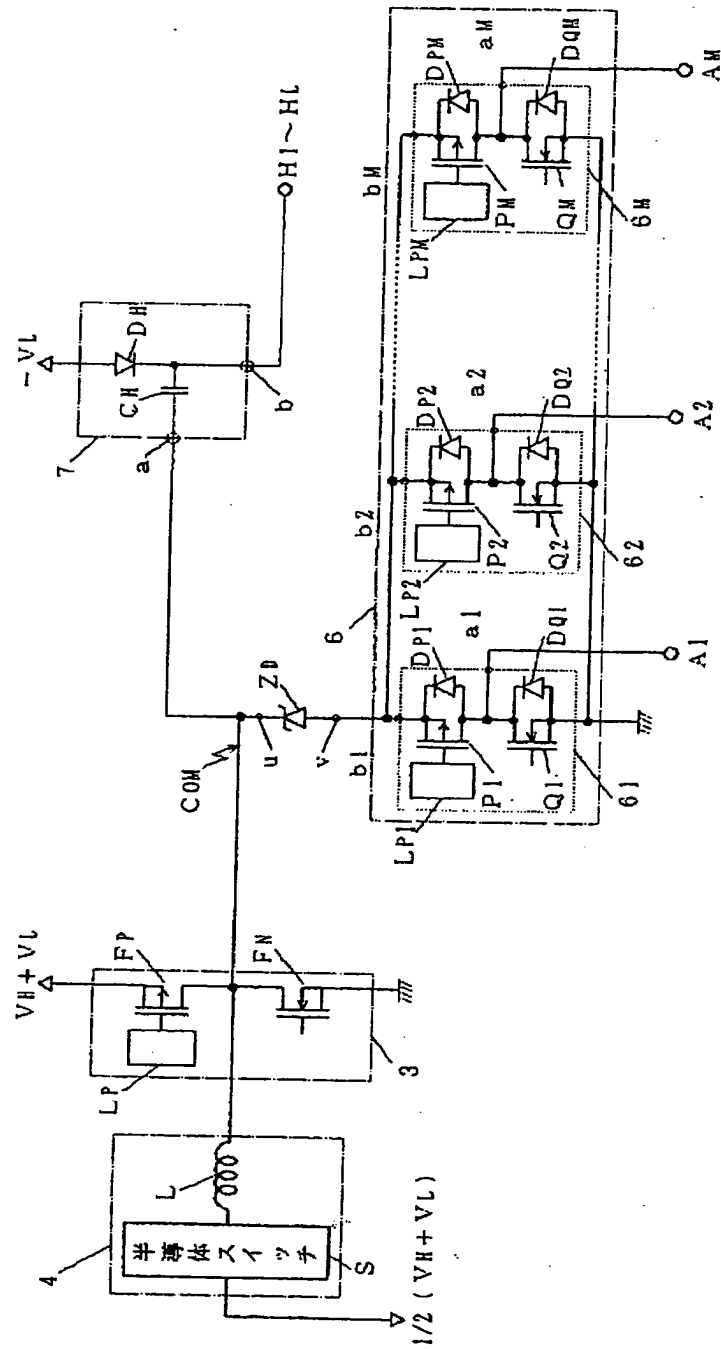 4
半導体スイッチ
S
L
1/2 (VH+VL)
VH+VL
LP
FP
FN
3
COM
u
ZD
v
-VL
7
CH
DH
a
b
H1~HL
6
b1
LP1
DP1
a1
P1
Q1
DQ1
61
A1
b2
LP2
DP2
a2
P2
Q2
DQ2
62
A2
bM
LPM
DPM
aM
PM
QM
DQM
6M
AM